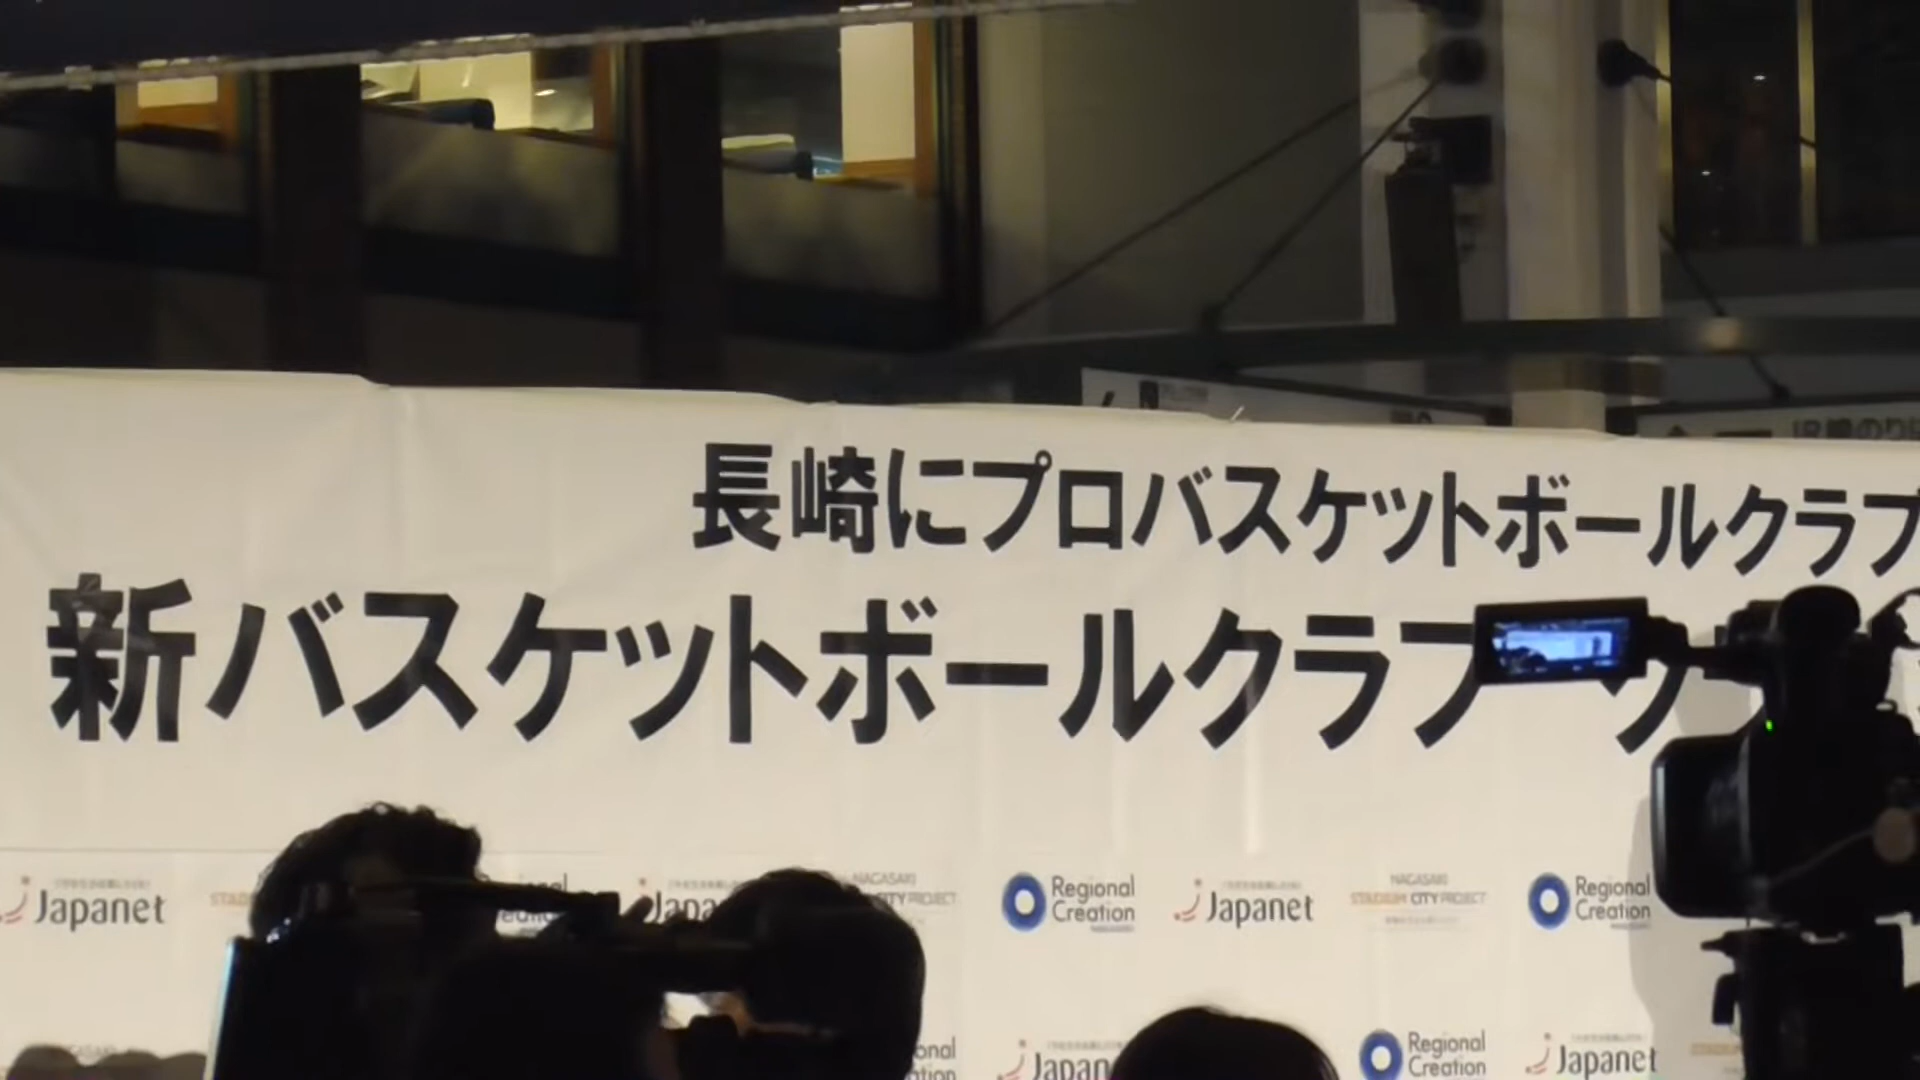 長崎にプロバスケットボールクラブ
新バスケットボールクラブ
Japanet
Japanet
NAGASAKI
STADIUM CITY PROJECT
Regional
Creation
Regional
Creation
Japanet
Regional
Creation